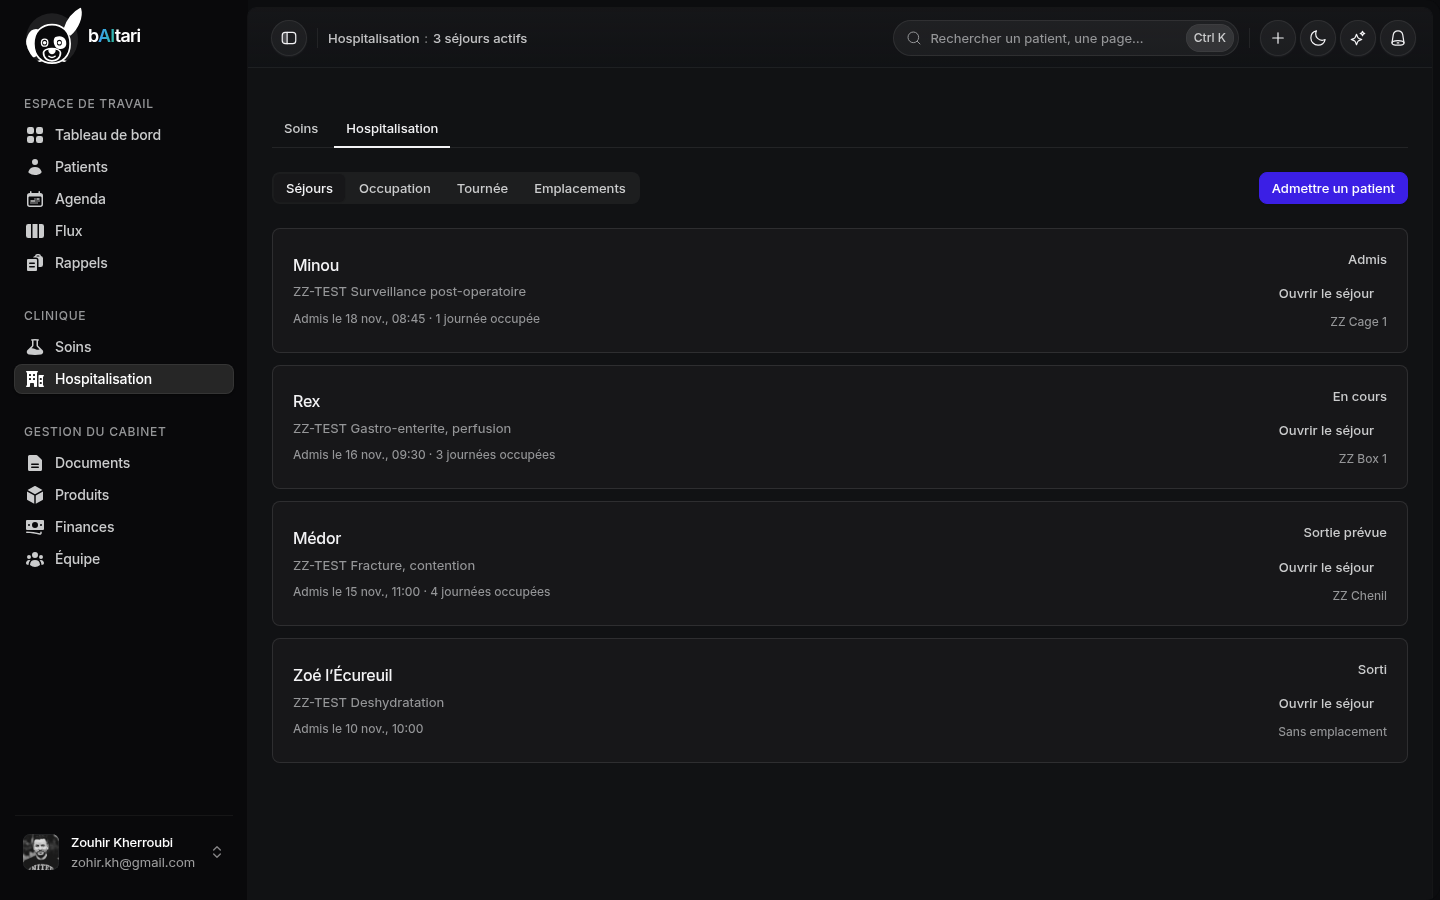 bAltari
Hospitalisation : 3 séjours actifs
Rechercher un patient, une page...
Ctrl K
ESPACE DE TRAVAIL
Tableau de bord
Patients
Agenda
Flux
Rappels
CLINIQUE
Soins
Hospitalisation
GESTION DU CABINET
Documents
Produits
Finances
Équipe
Zouhir Kherroubi
zohir.kh@gmail.com
Soins
Hospitalisation
Séjours
Occupation
Tournée
Emplacements
Admettre un patient
Minou
ZZ-TEST Surveillance post-operatoire
Admis le 18 nov., 08:45 · 1 journée occupée
Admis
Ouvrir le séjour
ZZ Cage 1
Rex
ZZ-TEST Gastro-enterite, perfusion
Admis le 16 nov., 09:30 · 3 journées occupées
En cours
Ouvrir le séjour
ZZ Box 1
Médor
ZZ-TEST Fracture, contention
Admis le 15 nov., 11:00 · 4 journées occupées
Sortie prévue
Ouvrir le séjour
ZZ Chenil
Zoé l’Écureuil
ZZ-TEST Deshydratation
Admis le 10 nov., 10:00
Sorti
Ouvrir le séjour
Sans emplacement